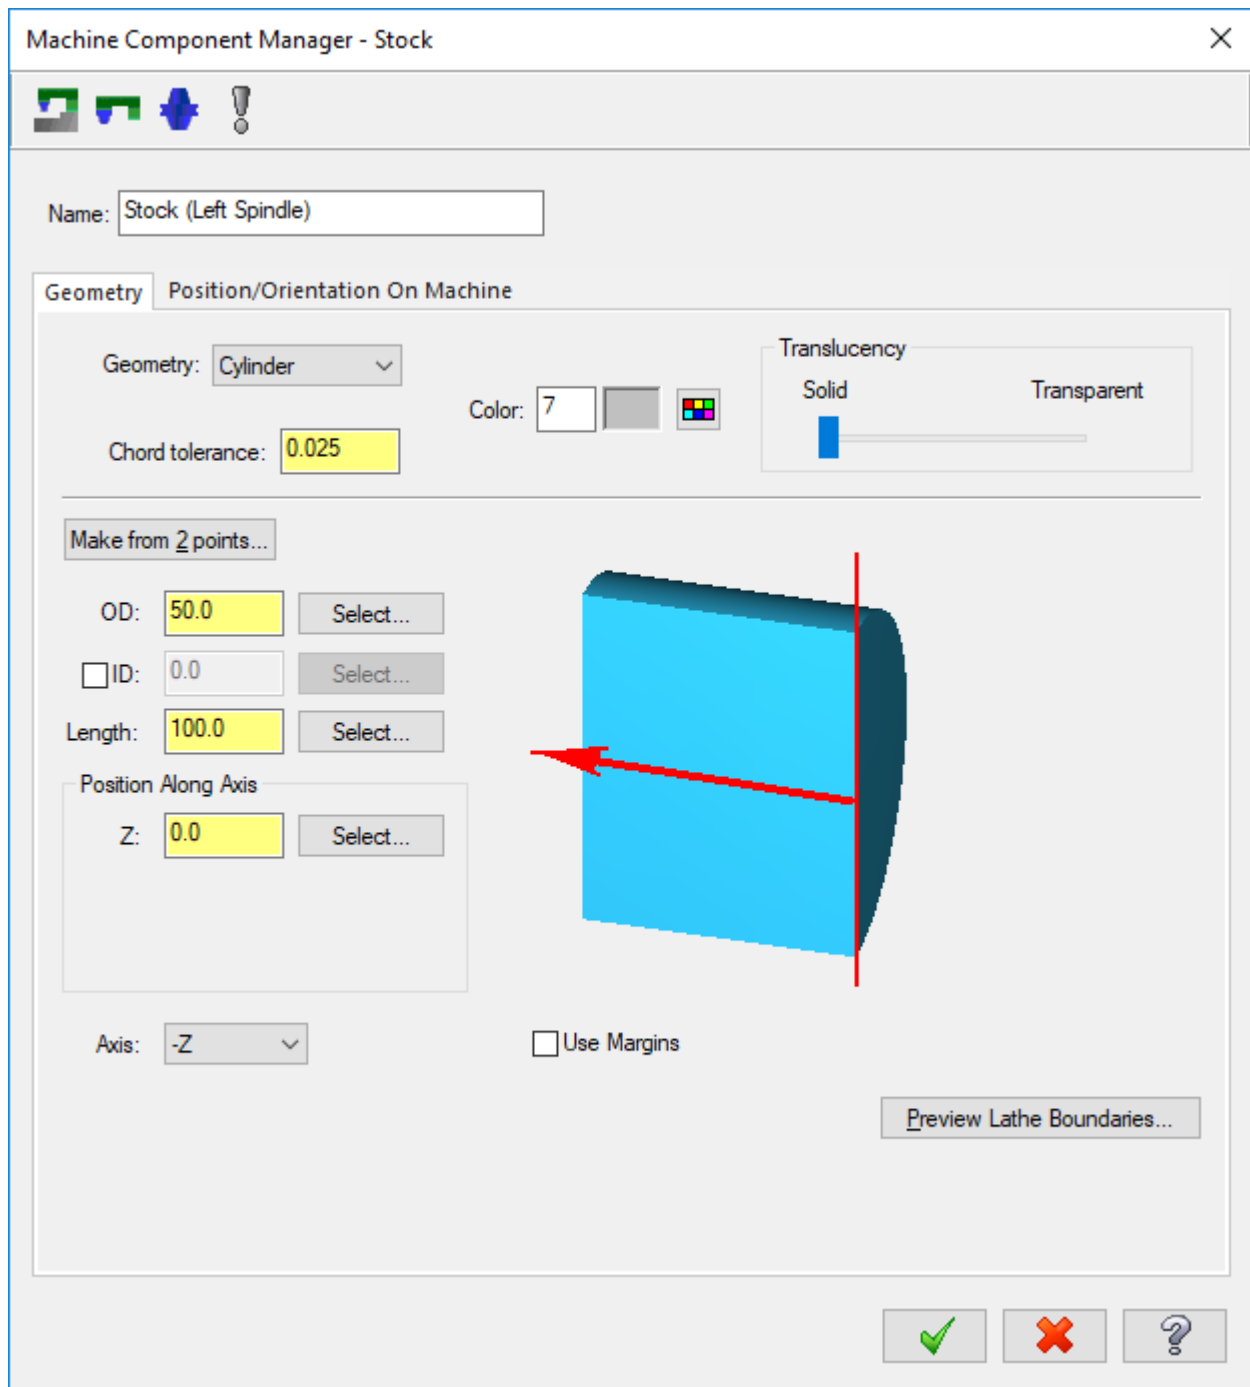 Machine Component Manager - Stock
Name: Stock (Left Spindle)
Geometry Position/Orientation On Machine
Geometry: Cylinder
Chord tolerance: 0.025
Color: 7
Translucency
Solid Transparent
Make from 2 points...
OD: 50.0 Select...
ID: 0.0 Select...
Length: 100.0 Select...
Position Along Axis
Z: 0.0 Select...
Axis: -Z
Use Margins
Preview Lathe Boundaries...